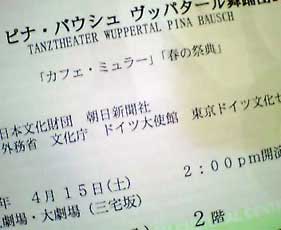 ピナ・バウシュ ヴッパタール舞踊団
TANZTHEATER WUPPERTAL PINA BAUSCH
「カフェ・ミュラー」「春の祭典」
日本文化財団 朝日新聞社
外務省 文化庁 ドイツ大使館 東京ドイツ文化セ
年 4月15日(土) 2:00pm開演
劇場・大劇場(三宅坂)
2階